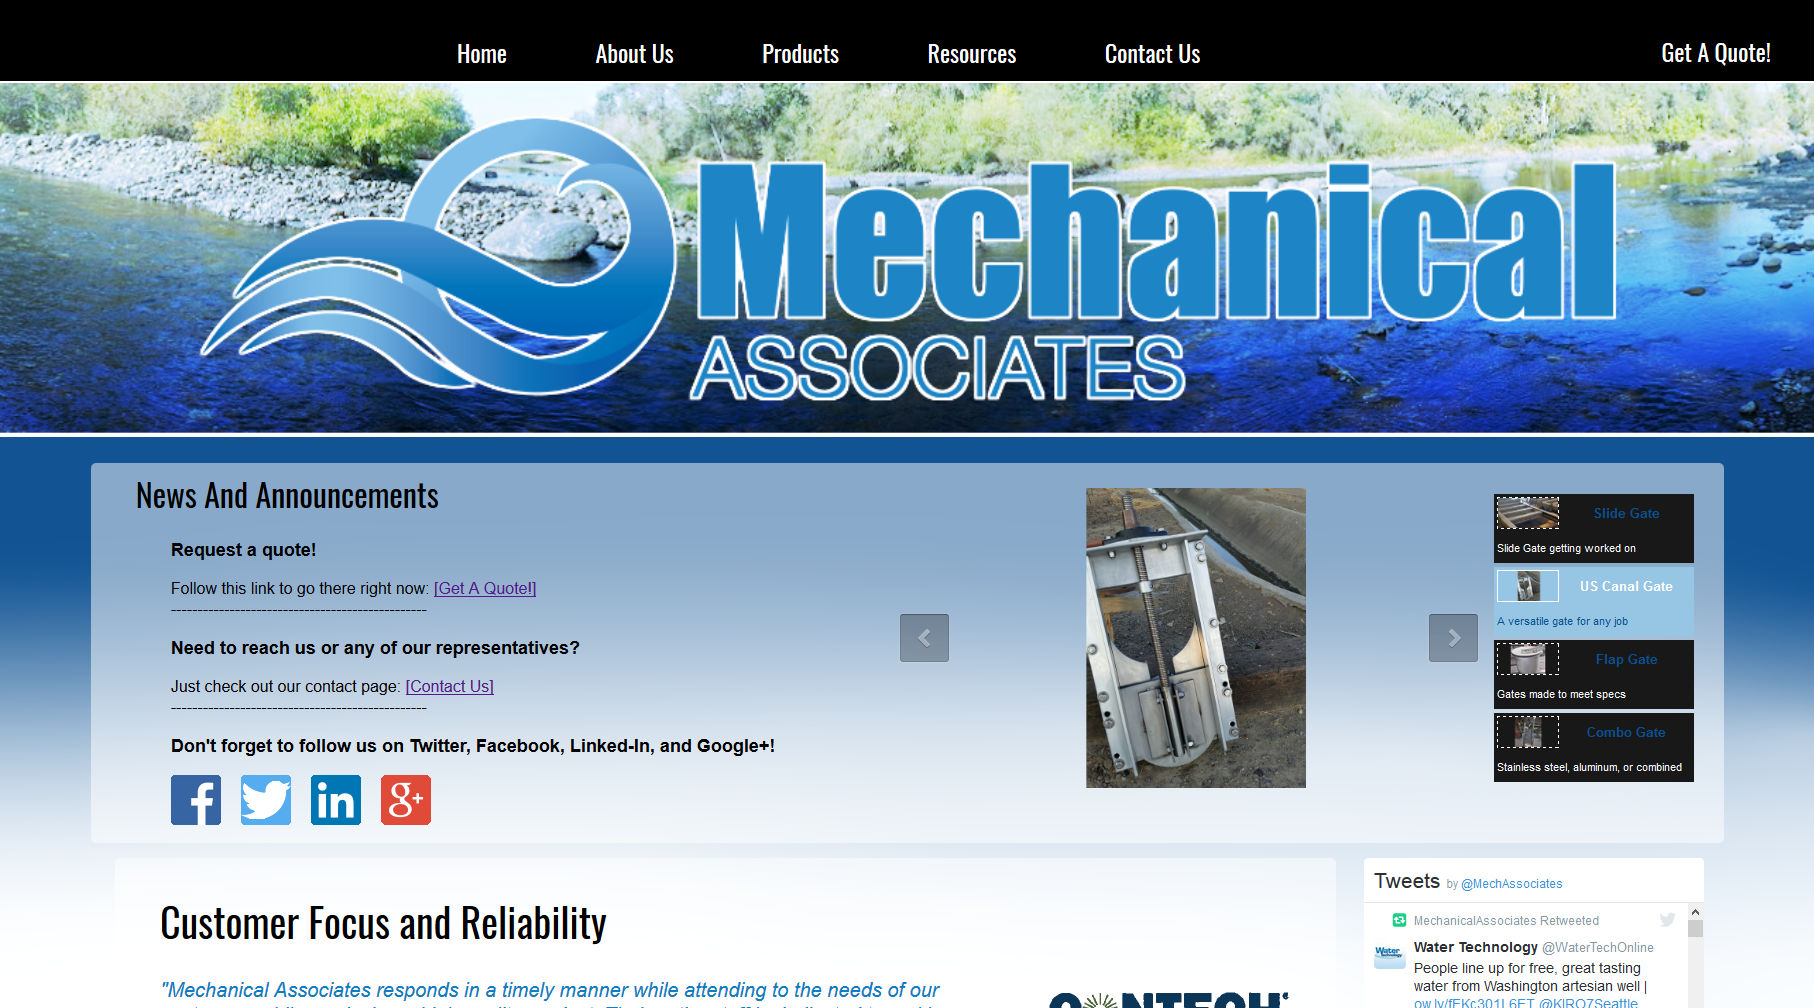 Home About Us Products Resources Contact Us Get A Quote!
Mechanical
ASSOCIATES
News And Announcements
Request a quote!
Follow this link to go there right now: [Get A Quote!]
------------------------------------------------
Need to reach us or any of our representatives?
Just check out our contact page: [Contact Us]
------------------------------------------------
Don't forget to follow us on Twitter, Facebook, Linked-In, and Google+!
f in g+
Slide Gate
Slide Gate getting worked on
US Canal Gate
A versatile gate for any job
Flap Gate
Gates made to meet specs
Combo Gate
Stainless steel, aluminum, or combined
Customer Focus and Reliability
"Mechanical Associates responds in a timely manner while attending to the needs of our
Tweets by @MechAssociates
MechanicalAssociates Retweeted
Water Technology @WaterTechOnline
People line up for free, great tasting
water from Washington artesian well |
ow.ly/fFKc301L6ET @KIRO7Seattle